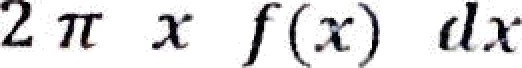 2 π x f(x) dx